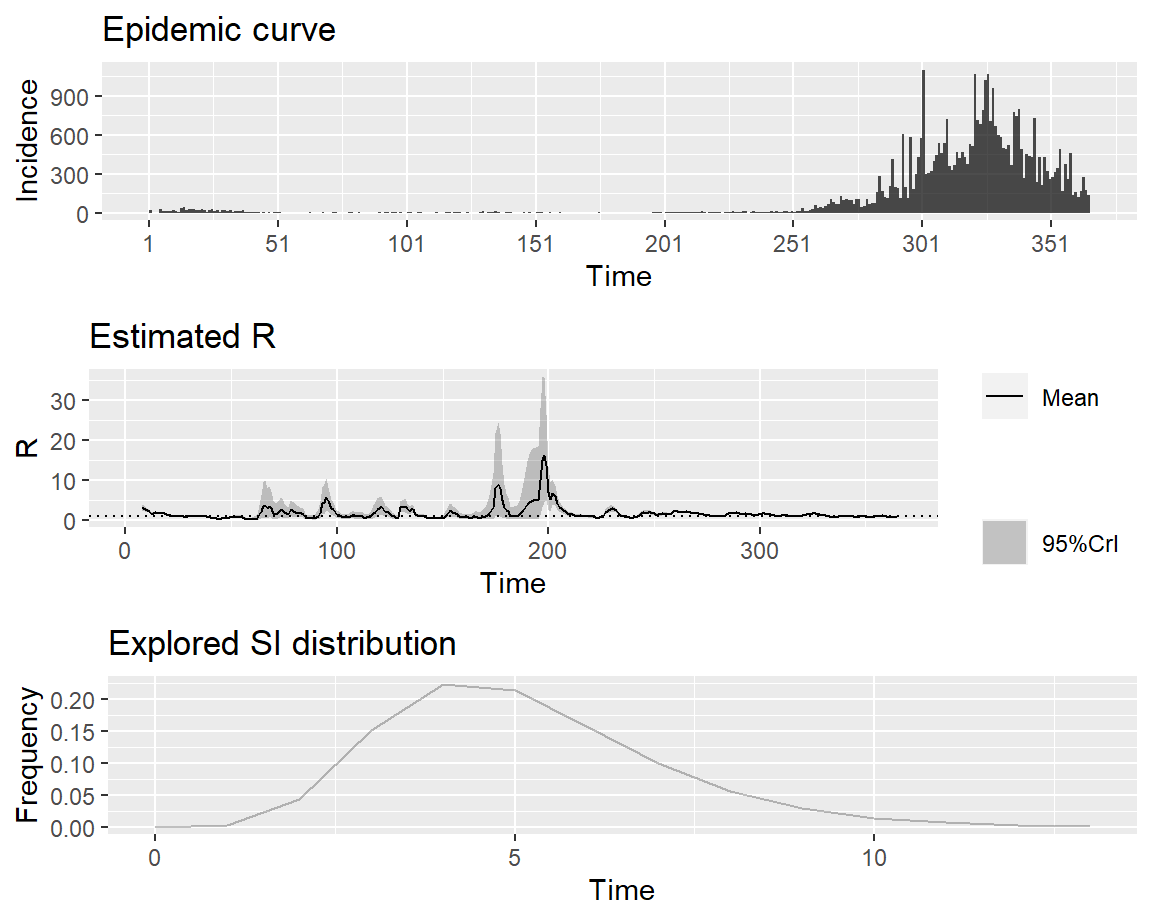 Epidemic curve
Incidence
900
600
300
0
1 51 101 151 201 251 301 351
Time
Estimated R
R
30
20
10
0
0 100 200 300
Time
Mean
95%CrI
Explored SI distribution
Frequency
0.20
0.15
0.10
0.05
0.00
0 5 10
Time